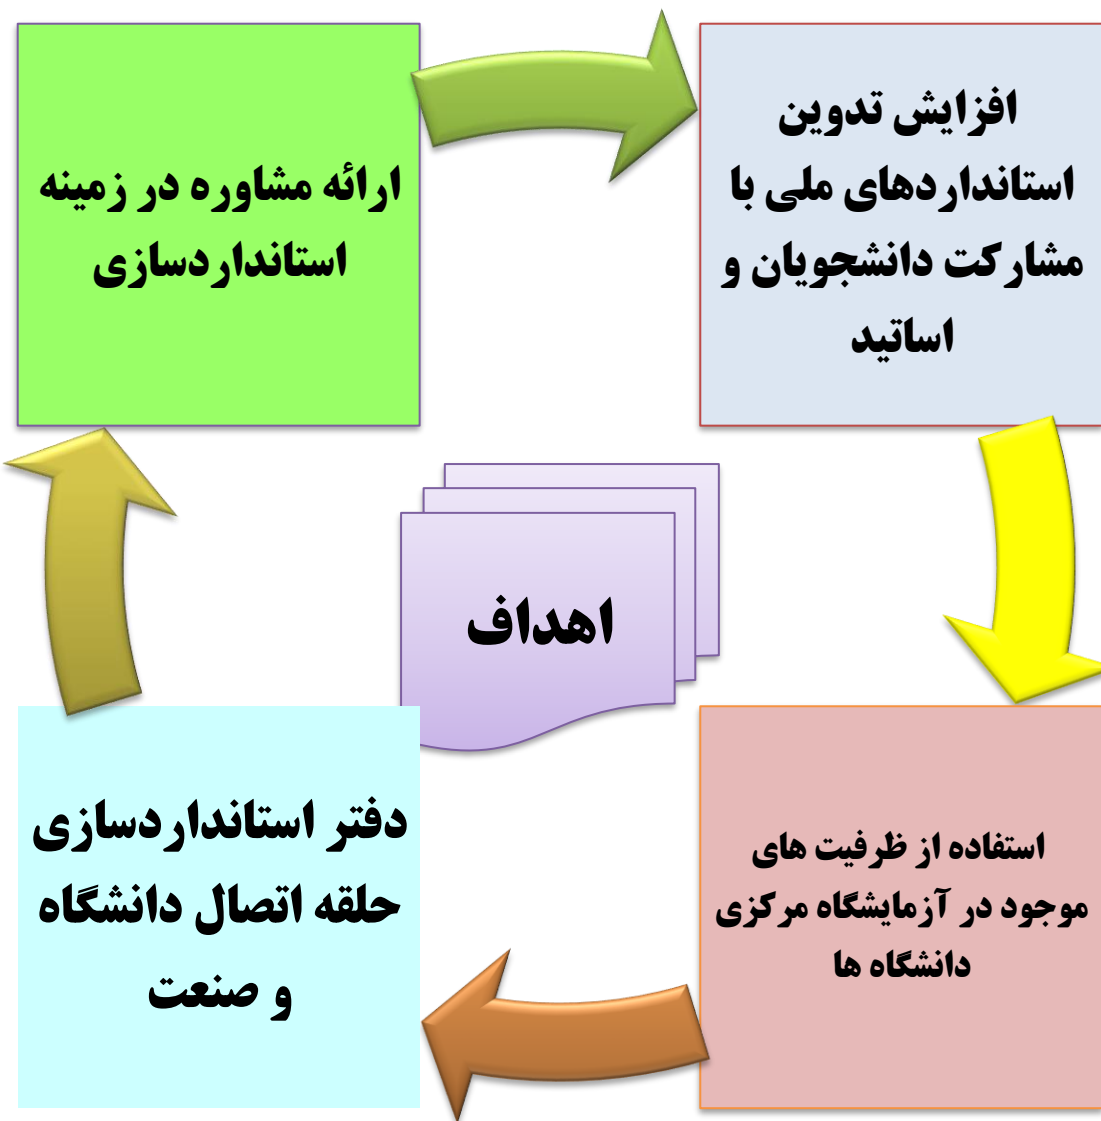 افزایش تدوین
استانداردهای ملی با
مشارکت دانشجویان و
اساتید
ارائه مشاوره در زمینه
استانداردسازی
اهداف
استفاده از ظرفیت های
موجود در آزمایشگاه مرکزی
دانشگاه ها
دفتر استانداردسازی
حلقه اتصال دانشگاه
و صنعت